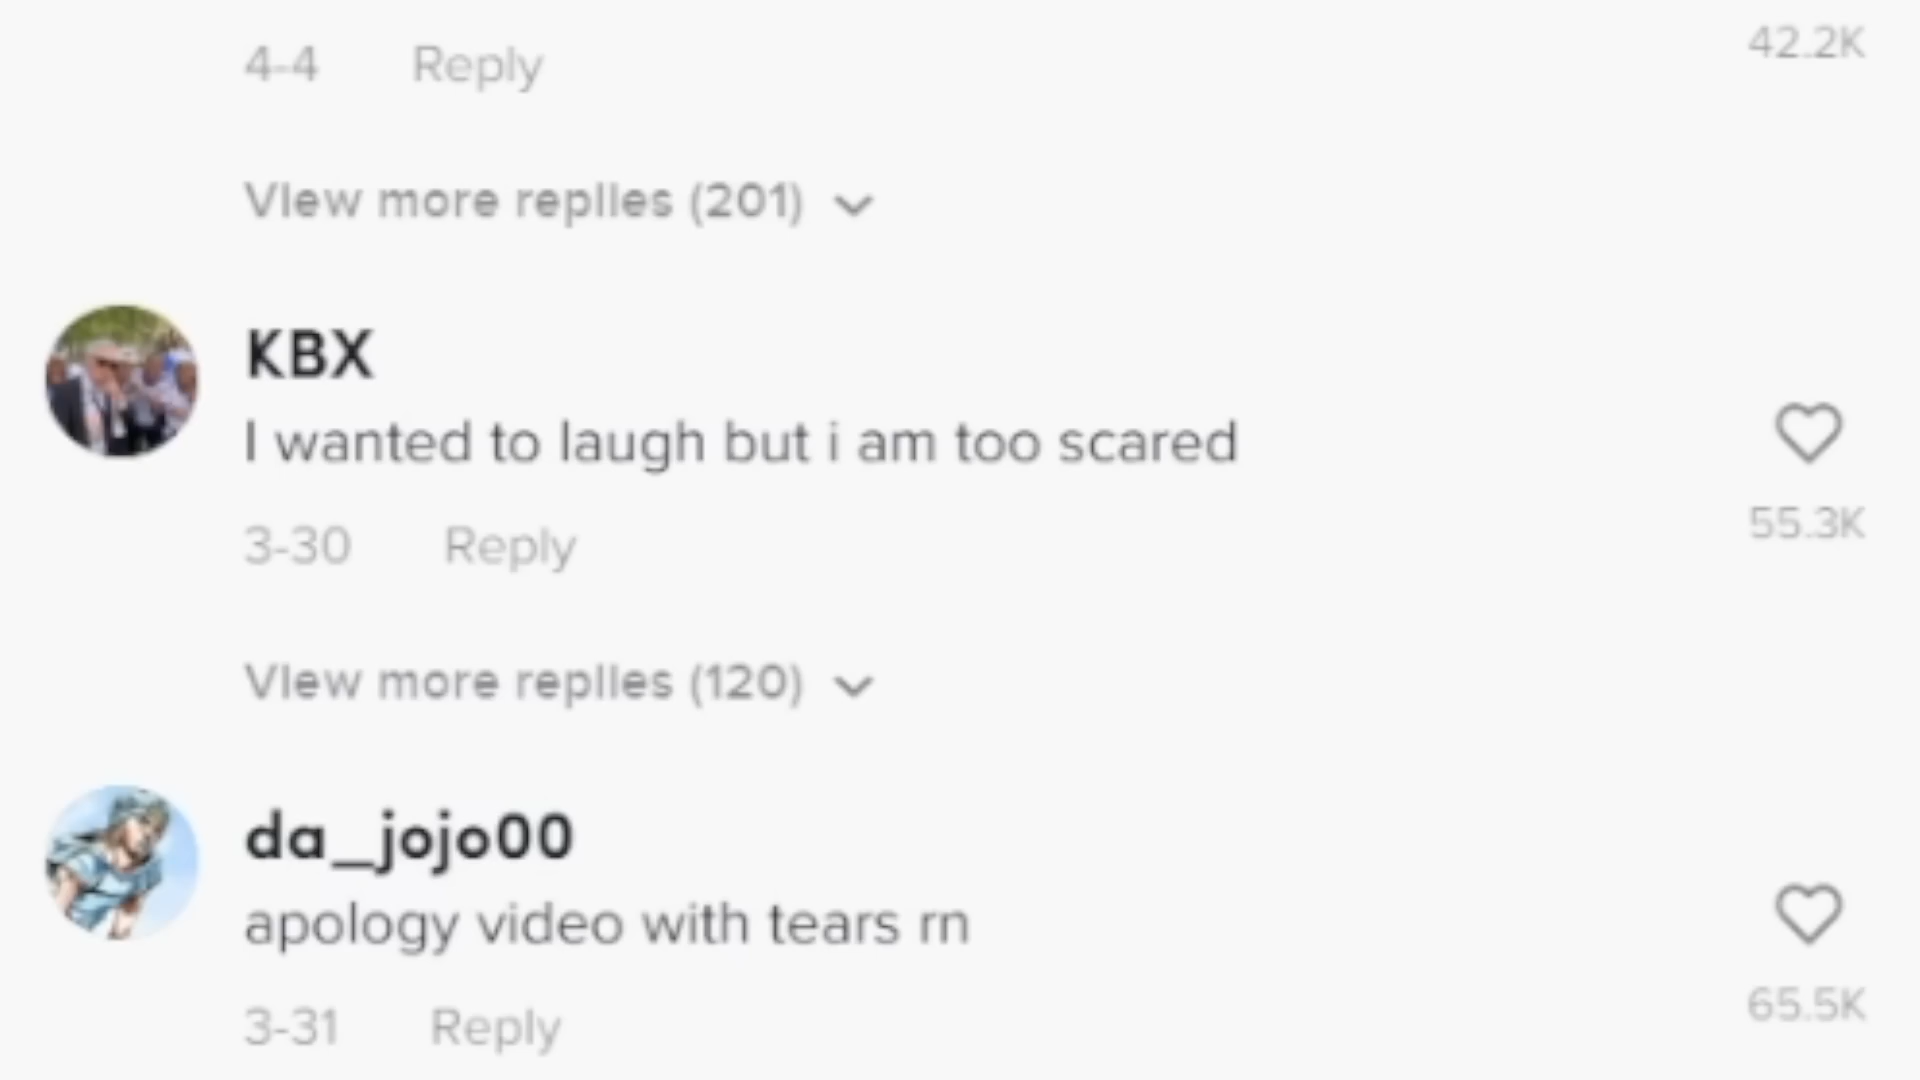 4-4 Reply 42.2K
View more replies (201)
KBX
I wanted to laugh but i am too scared
3-30 Reply 55.3K
View more replies (120)
da_jojo00
apology video with tears rn
3-31 Reply 65.5K